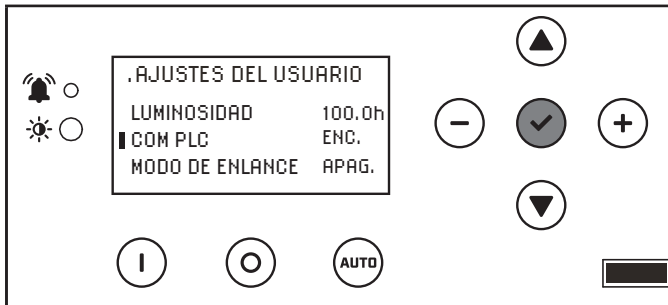 .AJUSTES DEL USUARIO
LUMINOSIDAD 100.0h
COM PLC ENC.
MODO DE ENLANCE APAG.
I O AUTO